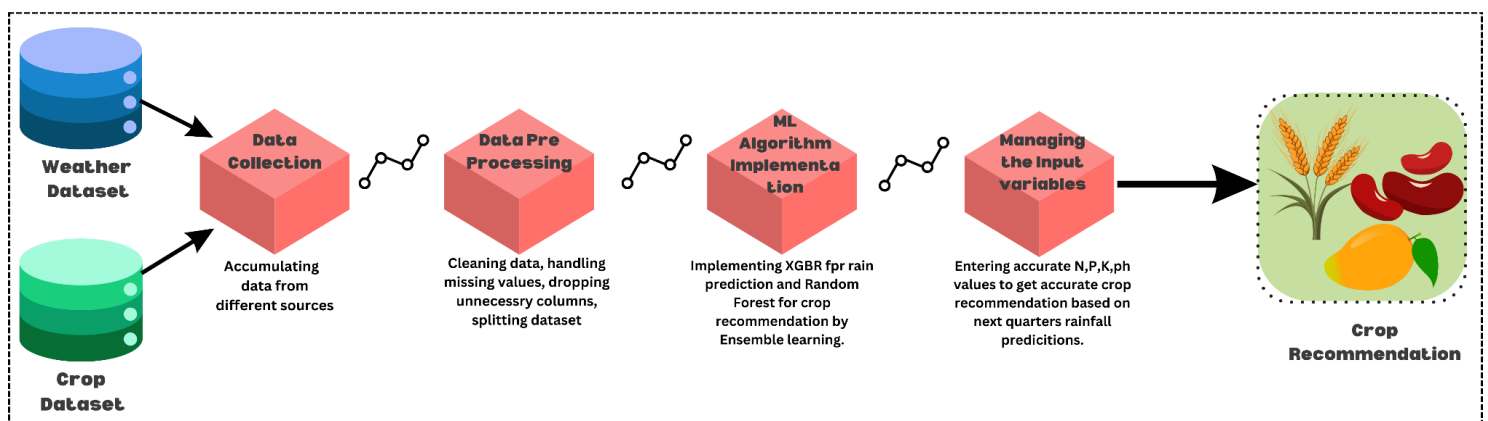 Weather
Dataset
Crop
Dataset
Data
Collection
Accumulating
data from
different sources
Data Pre
Processing
Cleaning data, handling
missing values, dropping
unnecessry columns,
splitting dataset
ML
Algorithm
Implementa
tion
Implementing XGBR fpr rain
prediction and Random
Forest for crop
recommendation by
Ensemble learning.
Managing
the Input
variables
Entering accurate N,P,K,ph
values to get accurate crop
recommendation based on
next quarters rainfall
predicitions.
Crop
Recommendation